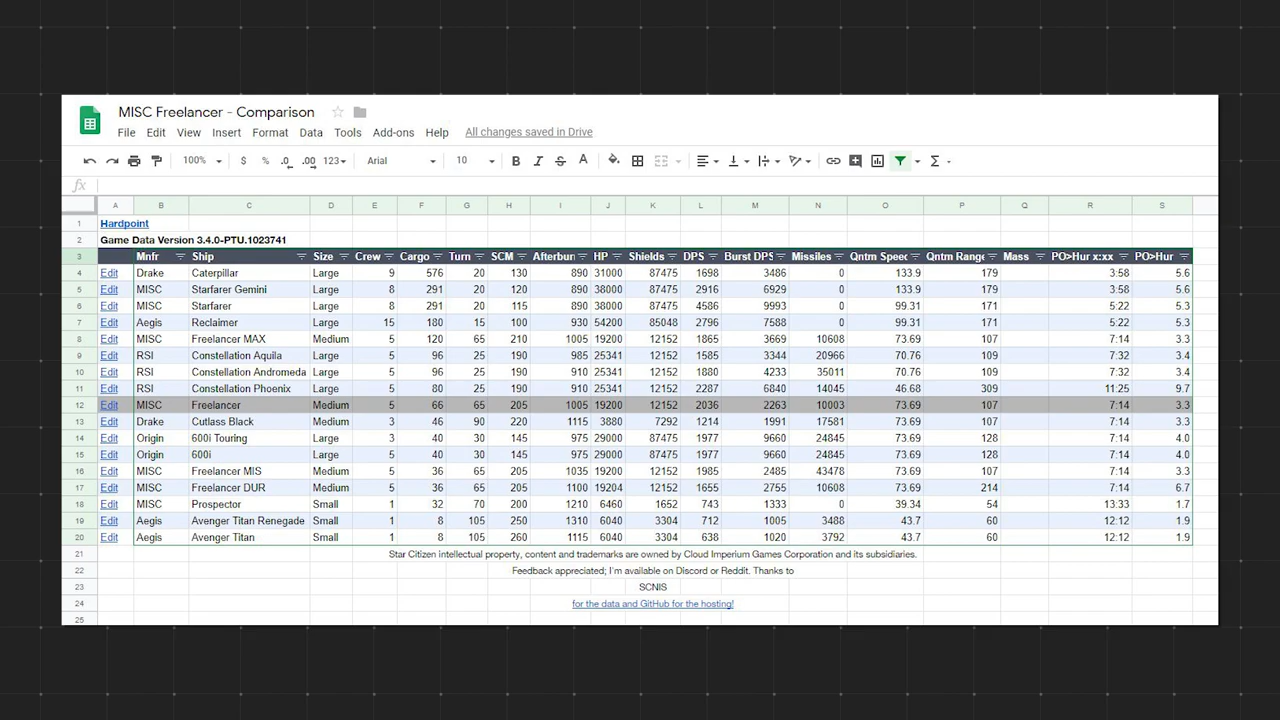 MISC Freelancer - Comparison
File Edit View Insert Format Data Tools Add-ons Help All changes saved in Drive
100% $ % .0 .00 123 Arial 10 B I S A
fx
A B C D E F G H I J K L M N O P Q R S
1 Hardpoint
2 Game Data Version 3.4.0-PTU.1023741
3 Mnfr Ship Size Crew Cargo Turn SCM Afterburn HP Shields DPS Burst DPS Missiles Qntm Speed Qntm Range Mass PO>Hur x:xx PO>Hur
4 Edit Drake Caterpillar Large 9 576 20 130 890 31000 87475 1698 3486 0 133.9 179 3:58 5.6
5 Edit MISC Starfarer Gemini Large 8 291 20 120 890 38000 87475 2916 6929 0 133.9 179 3:58 5.6
6 Edit MISC Starfarer Large 8 291 20 115 890 38000 87475 4586 9993 0 99.31 171 5:22 5.3
7 Edit Aegis Reclaimer Large 15 180 15 100 930 54200 85048 2796 7588 0 99.31 171 5:22 5.3
8 Edit MISC Freelancer MAX Medium 5 120 65 210 1005 19200 12152 1865 3669 10608 73.69 107 7:14 3.3
9 Edit RSI Constellation Aquila Large 5 96 25 190 985 25341 12152 1585 3344 20966 70.76 109 7:32 3.4
10 Edit RSI Constellation Andromeda Large 5 96 25 190 910 25341 12152 1880 4233 35011 70.76 109 7:32 3.4
11 Edit RSI Constellation Phoenix Large 5 80 25 190 910 25341 12152 2287 6840 14045 46.68 309 11:25 9.7
12 Edit MISC Freelancer Medium 5 66 65 205 1005 19200 12152 2036 2263 10003 73.69 107 7:14 3.3
13 Edit Drake Cutlass Black Medium 3 46 90 220 1115 3880 7292 1214 1991 17581 73.69 107 7:14 3.3
14 Edit Origin 600i Touring Large 3 40 30 145 975 29000 87475 1977 9660 24845 73.69 128 7:14 4.0
15 Edit Origin 600i Large 5 40 30 145 975 29000 87475 1977 9660 24845 73.69 128 7:14 4.0
16 Edit MISC Freelancer MIS Medium 5 36 65 205 1035 19200 12152 1985 2485 43478 73.69 107 7:14 3.3
17 Edit MISC Freelancer DUR Medium 5 36 65 205 1100 19204 12152 1655 2755 10608 73.69 214 7:14 6.7
18 Edit MISC Prospector Small 1 32 70 200 1210 6460 1652 743 1333 0 39.34 54 13:33 1.7
19 Edit Aegis Avenger Titan Renegade Small 1 8 105 250 1310 6040 3304 712 1005 3488 43.7 60 12:12 1.9
20 Edit Aegis Avenger Titan Small 1 8 105 260 1115 6040 3304 638 1020 3792 43.7 60 12:12 1.9
21 Star Citizen intellectual property, content and trademarks are owned by Cloud Imperium Games Corporation and its subsidiaries.
22 Feedback appreciated; I'm available on Discord or Reddit. Thanks to
23 SCNIS
24 for the data and GitHub for the hosting!
25